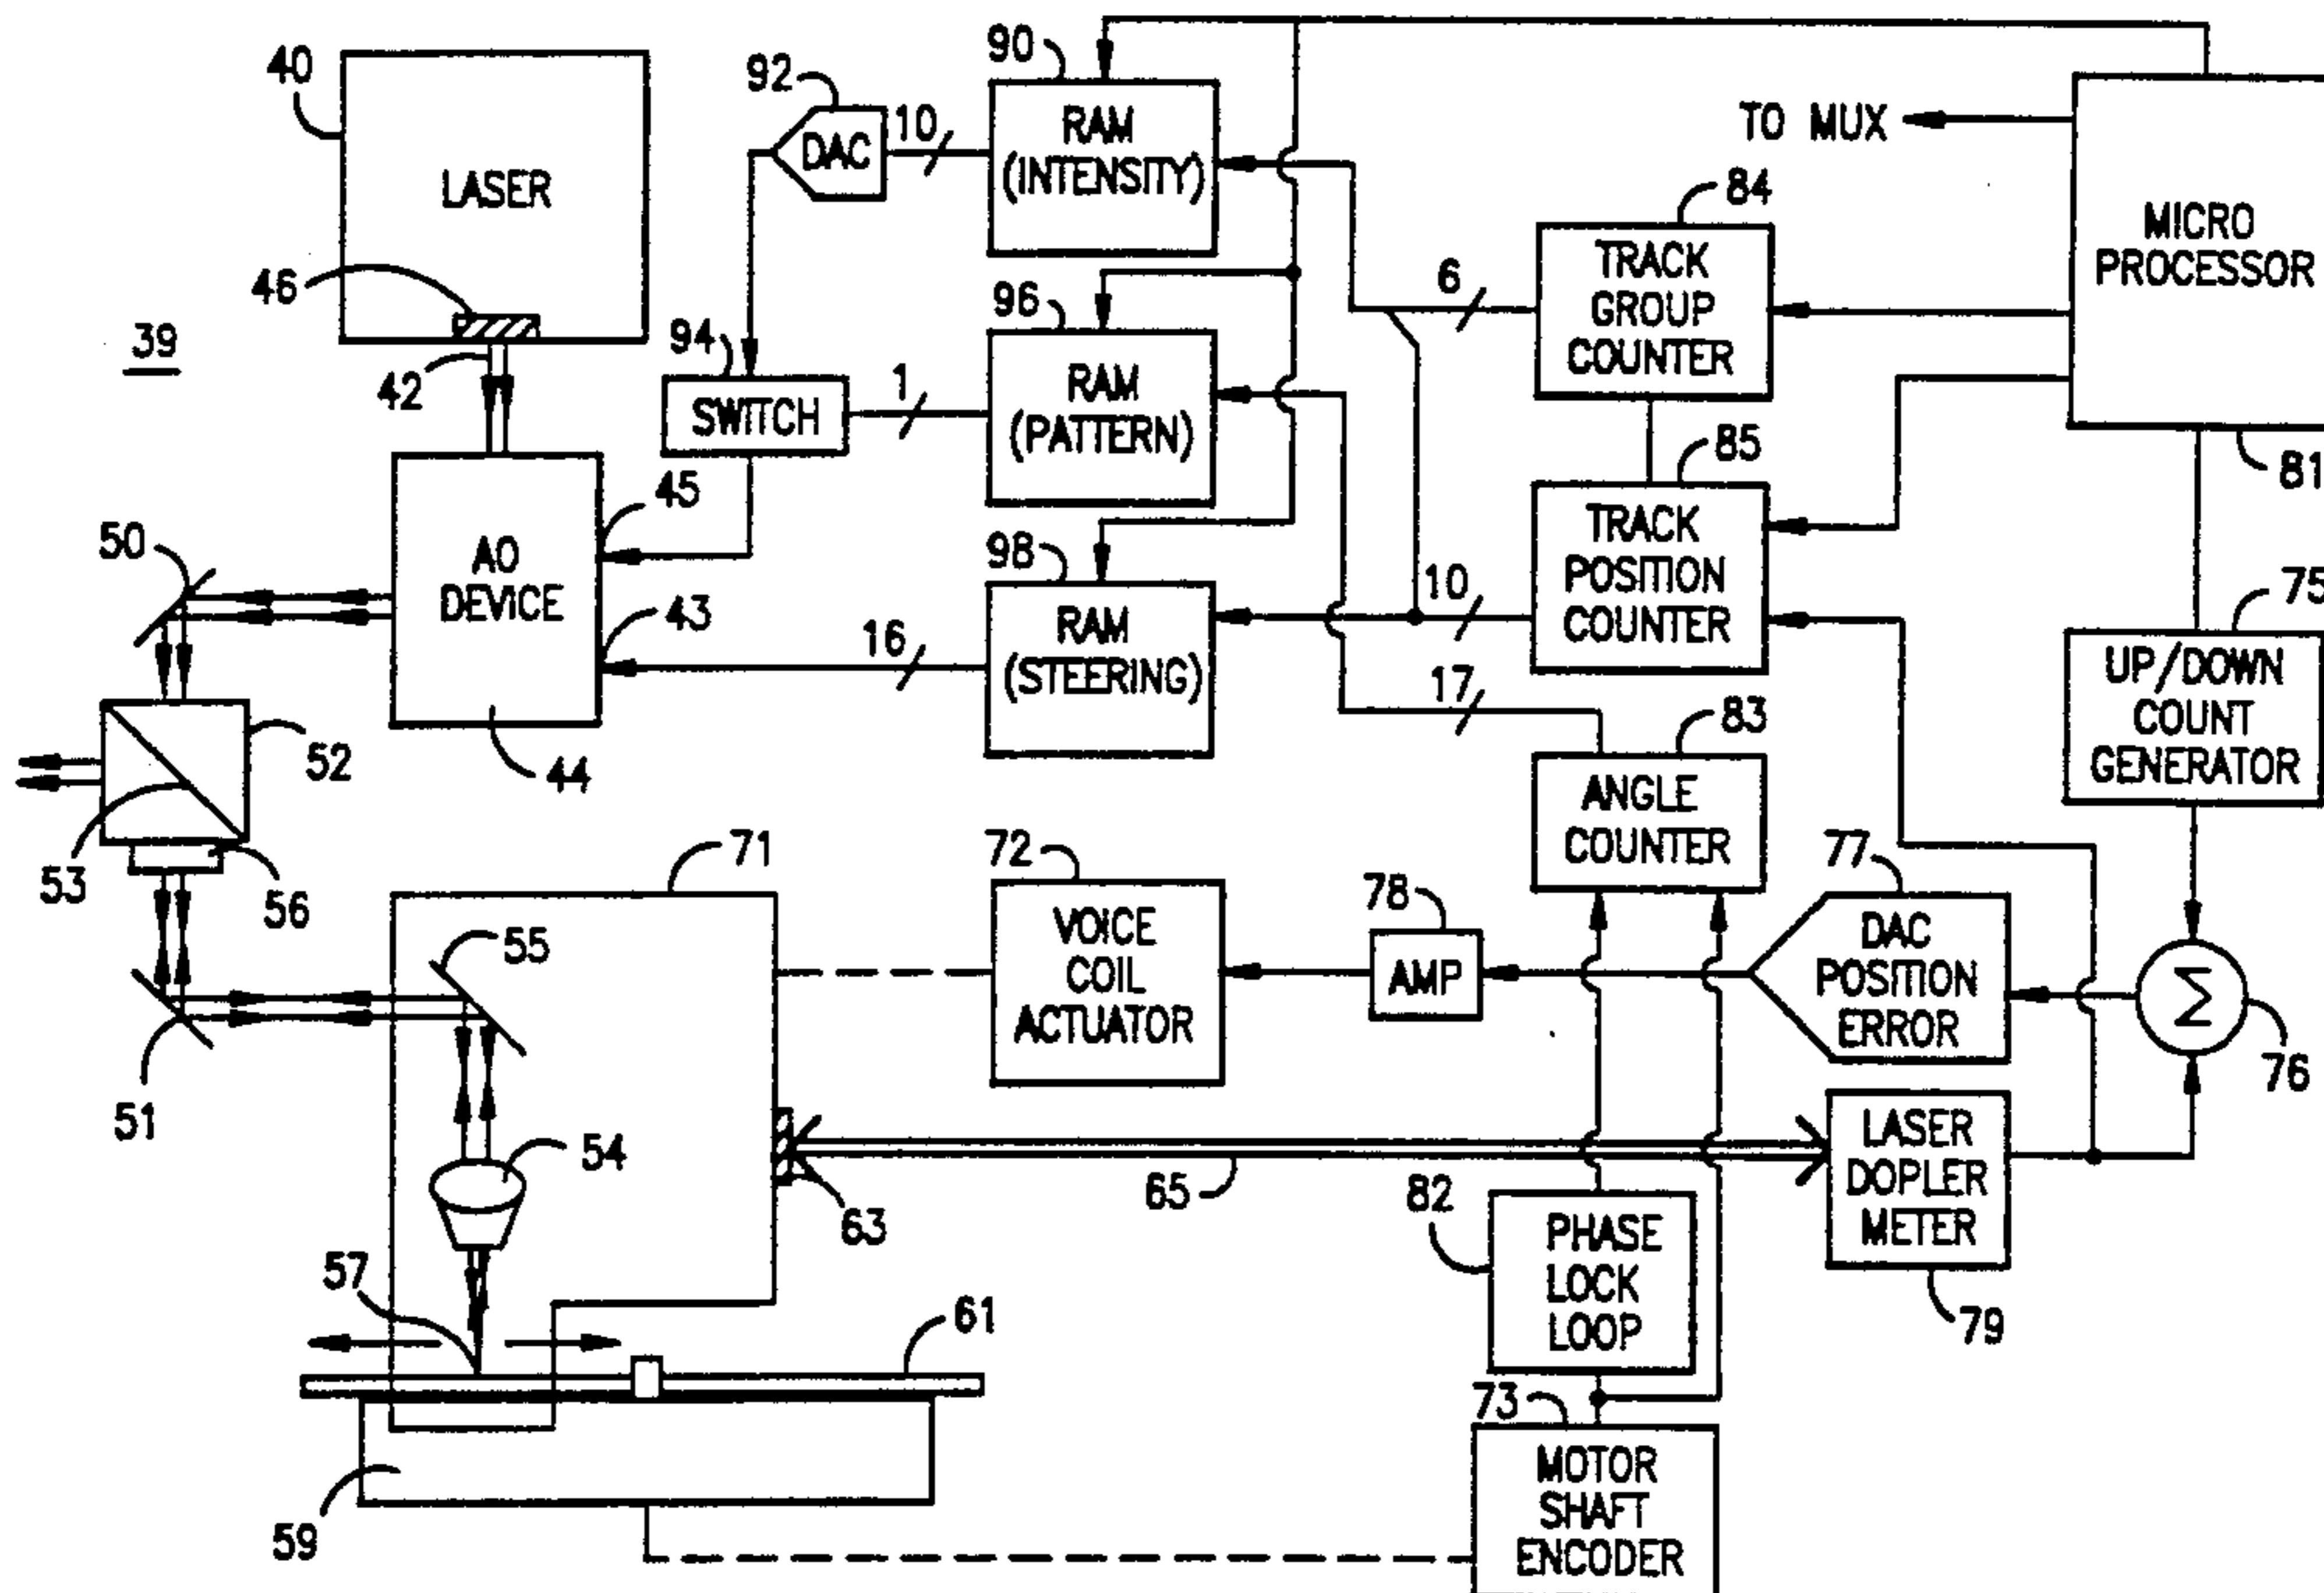 39
40
LASER
46
42
92
DAC
10
90
RAM
(INTENSITY)
TO MUX
MICRO
PROCESSOR
81
84
TRACK
GROUP
COUNTER
6
94
SWITCH
1
96
RAM
(PATTERN)
85
TRACK
POSITION
COUNTER
10
45
43
AO
DEVICE
44
16
98
RAM
(STEERING)
17
75
UP/DOWN
COUNT
GENERATOR
50
52
53
56
51
83
ANGLE
COUNTER
71
55
54
72
VOICE
COIL
ACTUATOR
78
AMP
77
DAC
POSITION
ERROR
Σ
76
63
65
LASER
DOPLER
METER
79
82
PHASE
LOCK
LOOP
57
61
59
73
MOTOR
SHAFT
ENCODER